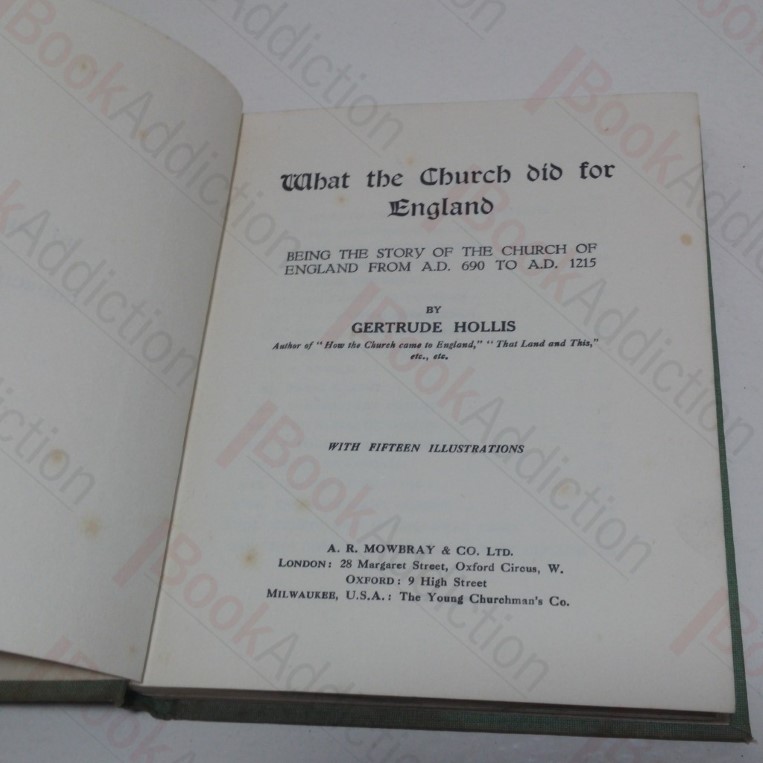 What the Church did for
England
BEING THE STORY OF THE CHURCH OF
ENGLAND FROM A.D. 690 TO A.D. 1215
BY
GERTRUDE HOLLIS
Author of "How the Church came to England," "That Land and This,"
etc., etc.
WITH FIFTEEN ILLUSTRATIONS
A. R. MOWBRAY & CO. LTD.
LONDON: 28 Margaret Street, Oxford Circus, W.
OXFORD: 9 High Street
MILWAUKEE, U.S.A.: The Young Churchman's Co.
BookAddiction